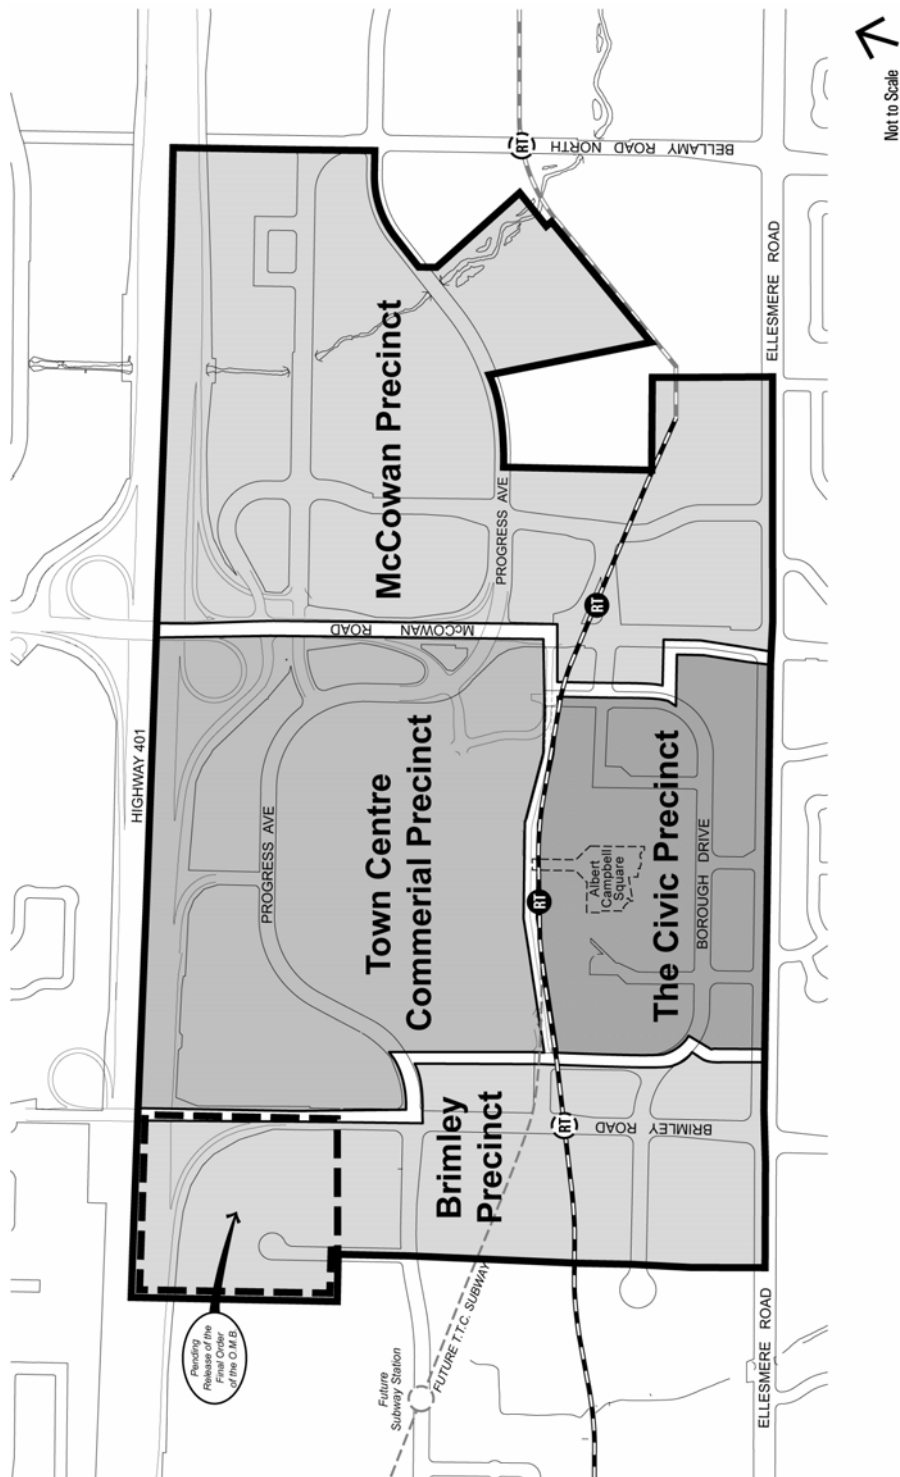 Not to Scale
BELLAMY ROAD NORTH
RT
ELLESMERE ROAD
McCowan Precinct
PROGRESS AVE
RT
McCOWAN ROAD
HIGHWAY 401
PROGRESS AVE
Town Centre
Commerial Precinct
RT
Albert
Campbell
Square
The Civic Precinct
BOROUGH DRIVE
Brimley
Precinct
RT
BRIMLEY ROAD
Pending
Release of the
Final Order
of the O.M.B.
Future
Subway Station
FUTURE T.T.C. SUBWAY
ELLESMERE ROAD